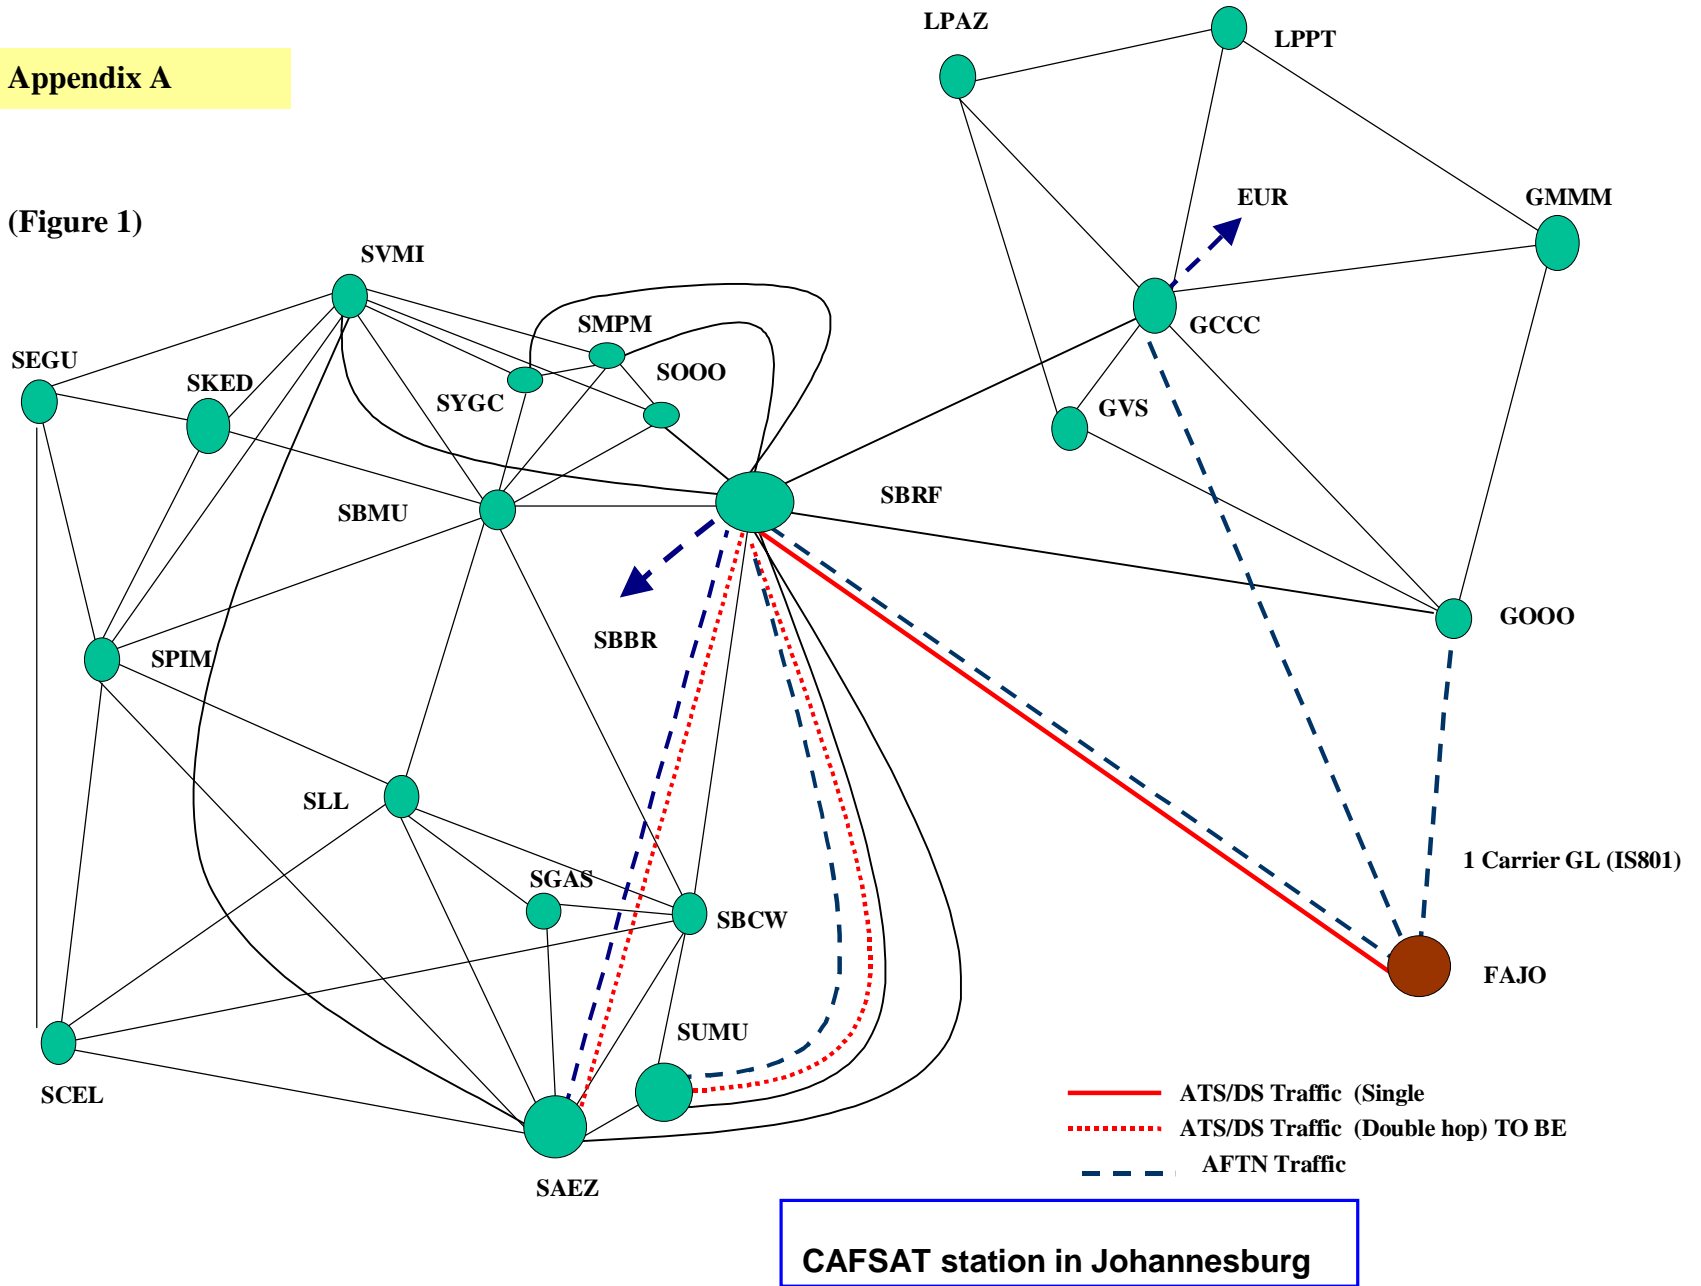 LPAZ
LPPT
Appendix A
EUR
GMMM
(Figure 1)
SVMI
SMPM
GCCC
SEGU
SKED
SOOO
SYGC
GVS
SBMU
SBRF
SBBR
GOOO
SPIM
SLL
1 Carrier GL (IS801)
SGAS
SBCW
FAJO
SUMU
SCEL
ATS/DS Traffic (Single
ATS/DS Traffic (Double hop) TO BE
AFTN Traffic
SAEZ
CAFSAT station in Johannesburg